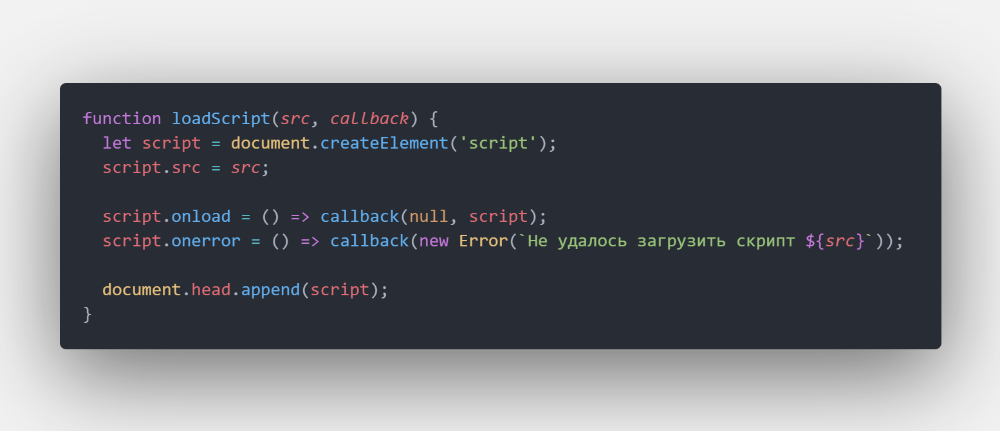 function loadScript(src, callback) {
  let script = document.createElement('script');
  script.src = src;

  script.onload = () => callback(null, script);
  script.onerror = () => callback(new Error(`Не удалось загрузить скрипт ${src}`));

  document.head.append(script);
}